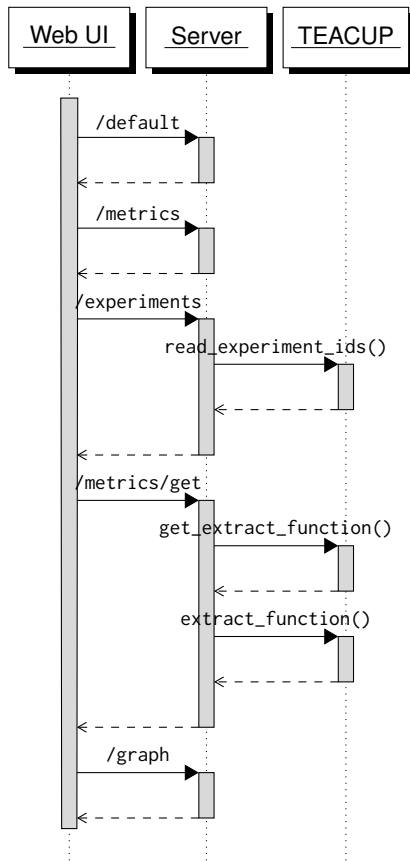 Web UI
Server
TEACUP
/default
/metrics
/experiments
read_experiment_ids()
/metrics/get
get_extract_function()
extract_function()
/graph